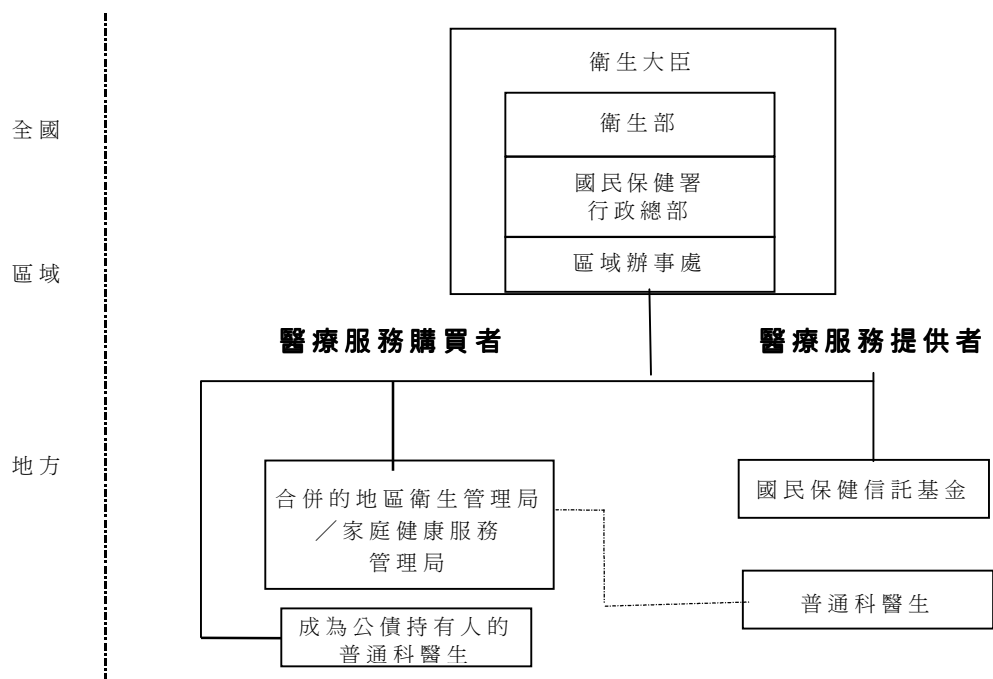 衛生大臣
全國
衛生部
國民保健署
行政總部
區域
區域辦事處
醫療服務購買者
醫療服務提供者
地方
合併的地區衛生管理局
／家庭健康服務
管理局
國民保健信託基金
普通科醫生
成為公債持有人的
普通科醫生